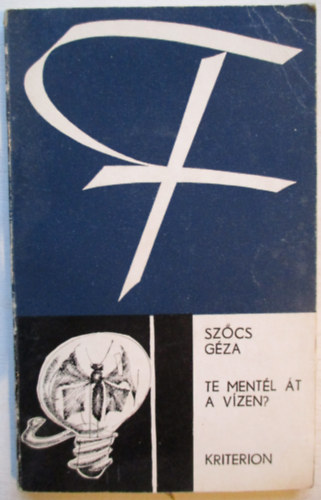 F
SZŐCS
GÉZA
TE MENTÉL ÁT
A VÍZEN?
KRITERION